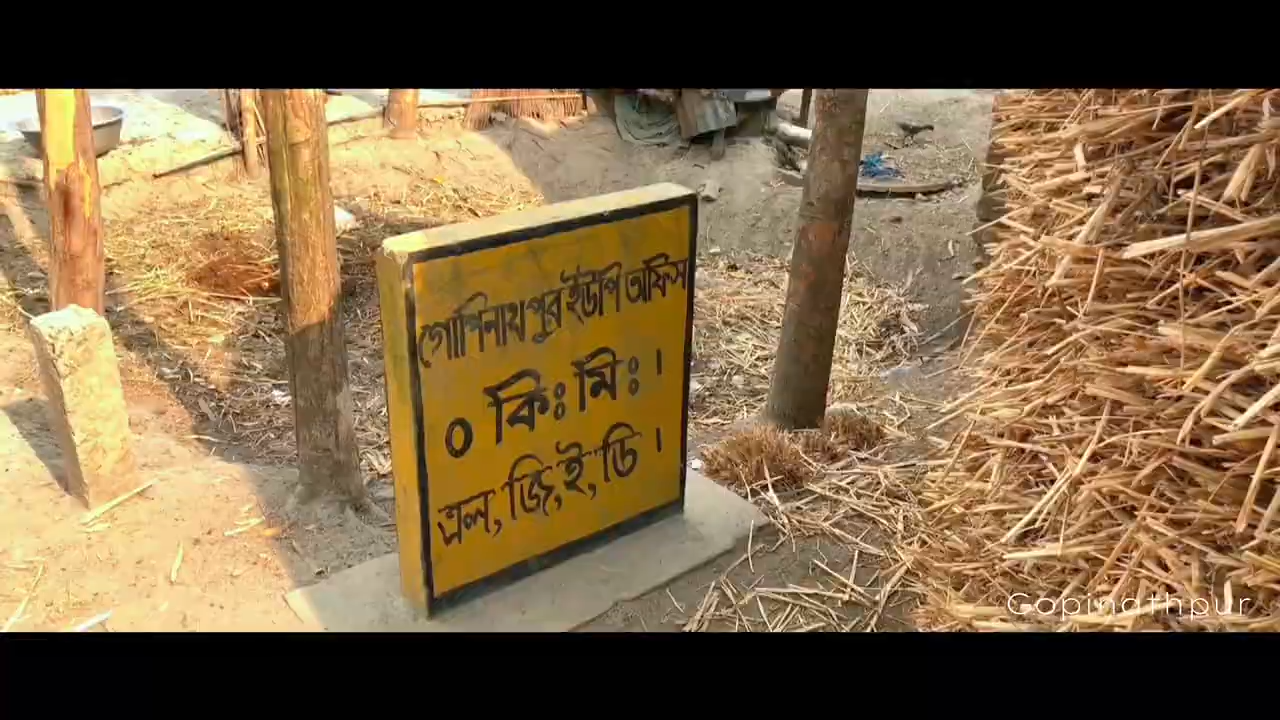 গোপিনাথপুর ইউপি অফিস
০ কিঃ মিঃ।
এল, জি, ই, ডি।
Gopinathpur